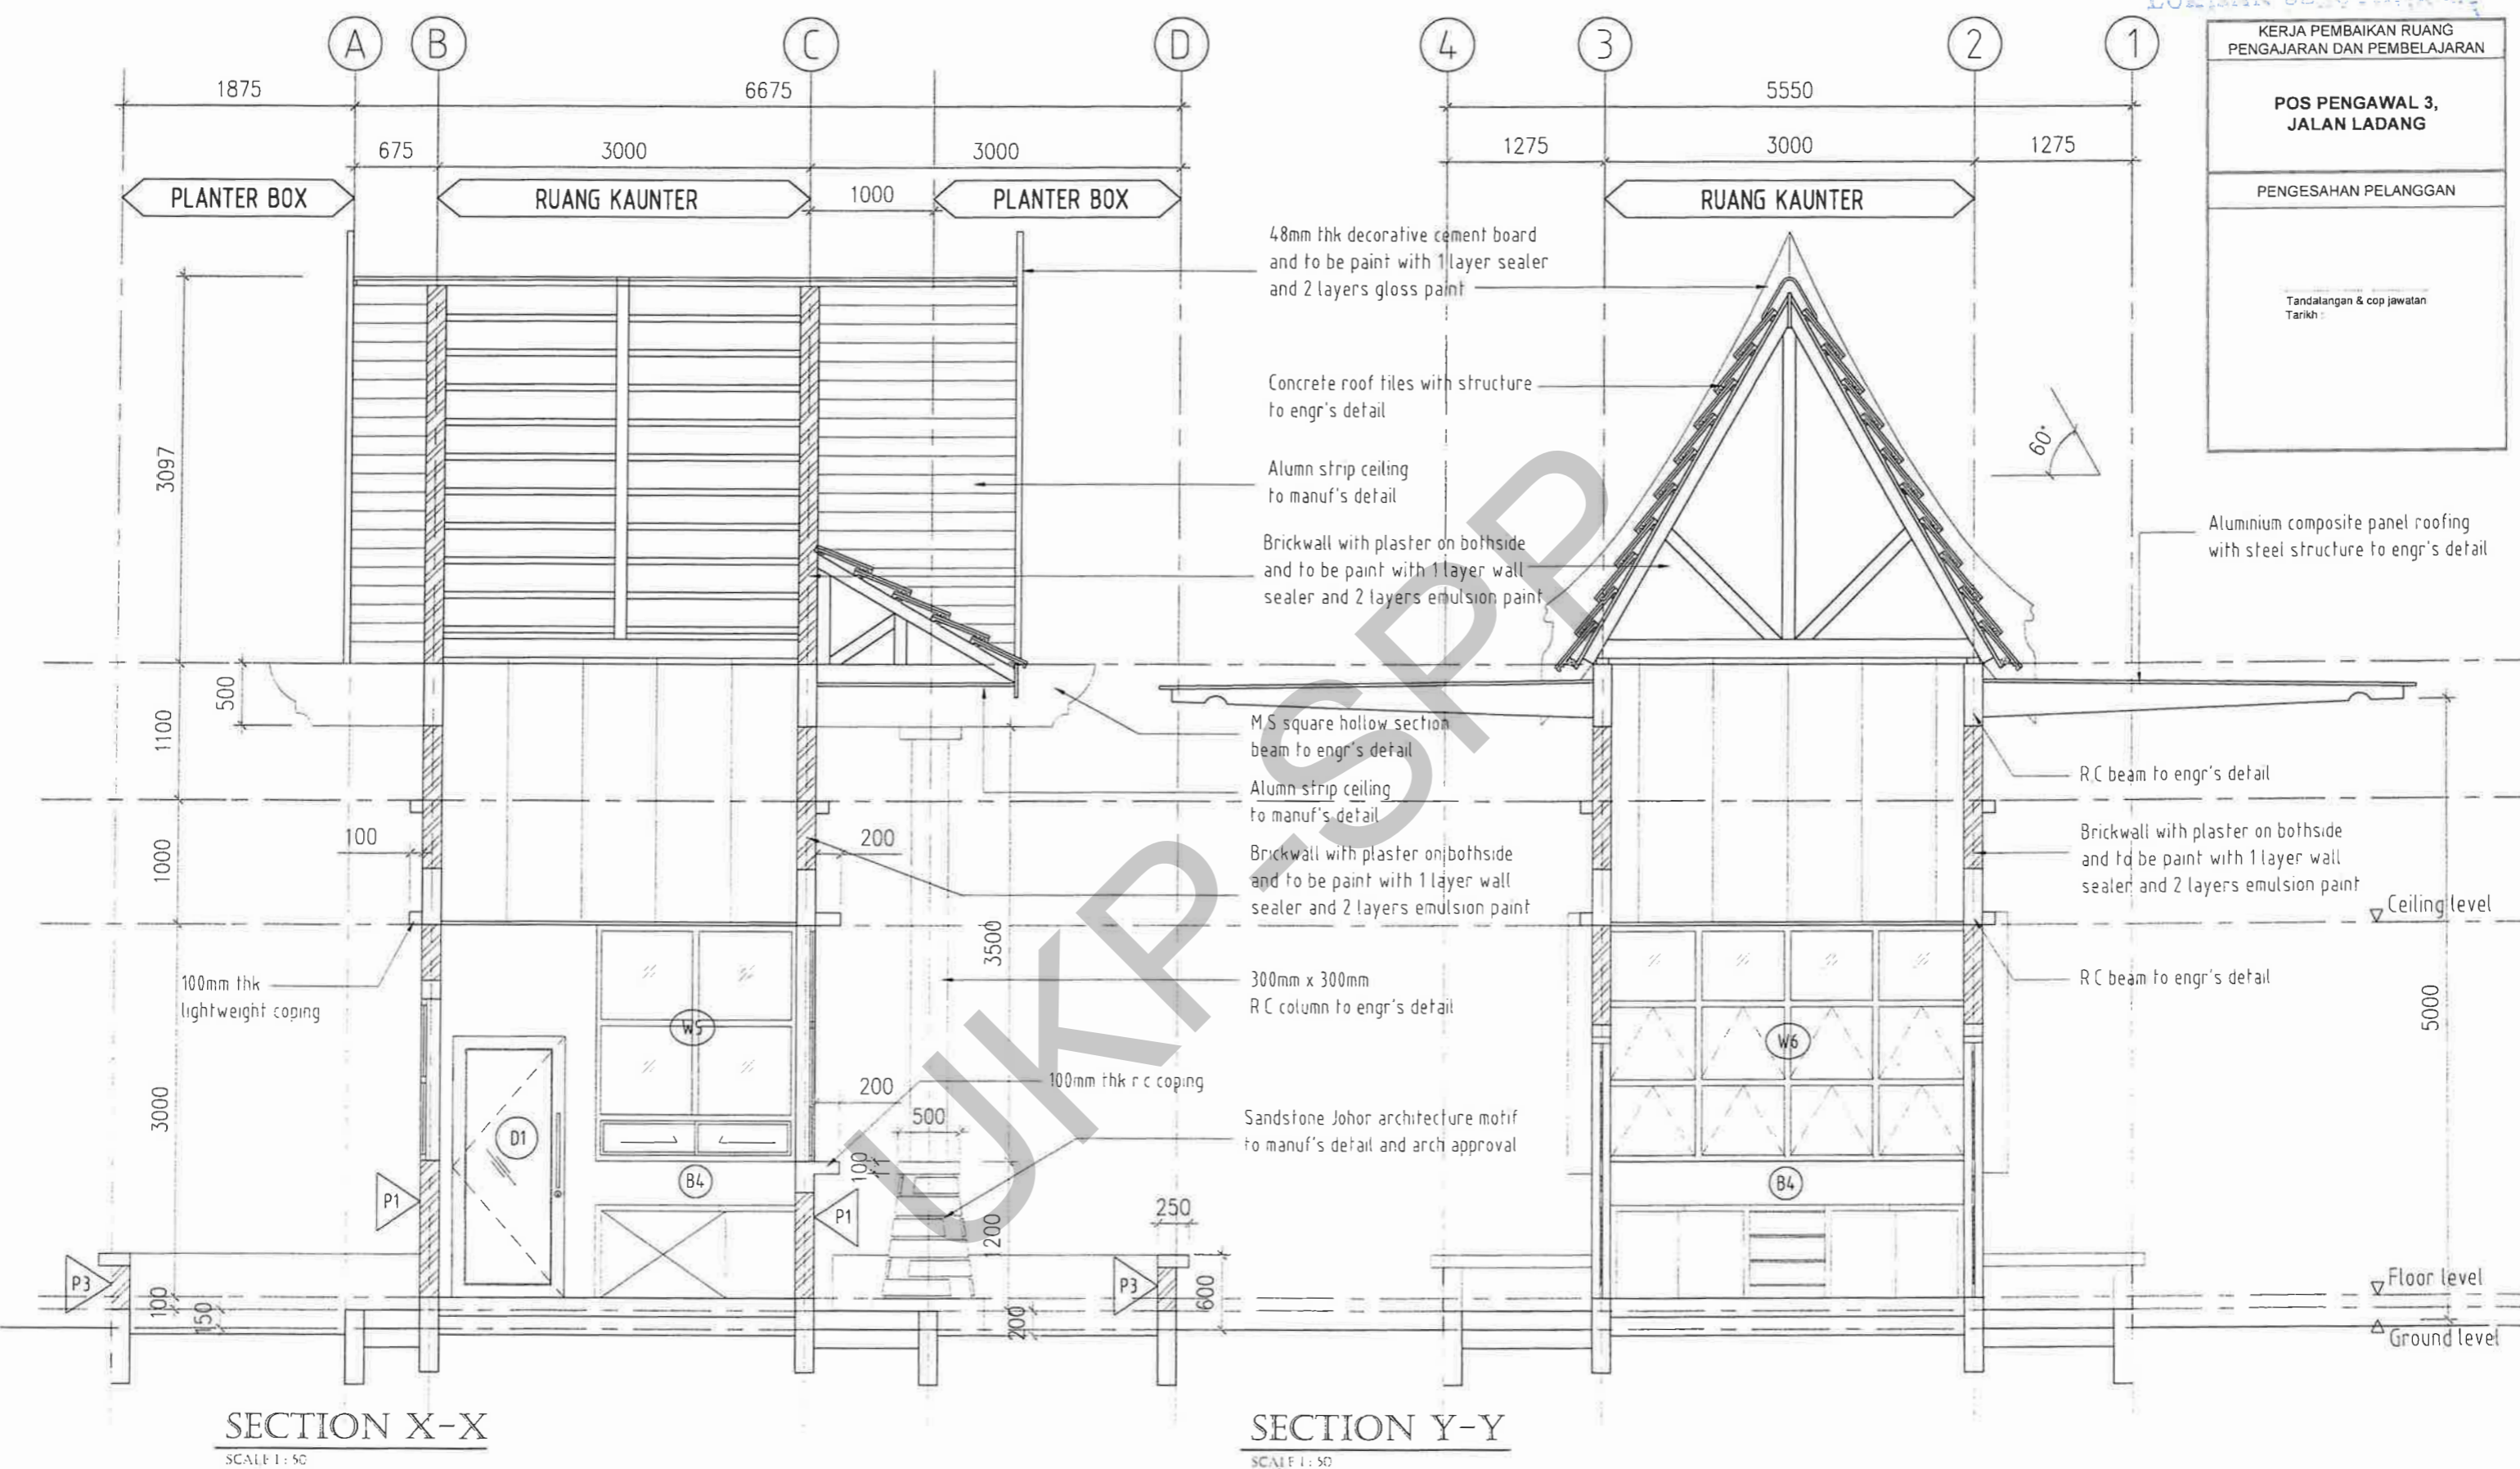 A
B
C
D
4
3
2
1
1875
6675
5550
675
3000
3000
1275
3000
1275
PLANTER BOX
RUANG KAUNTER
1000
PLANTER BOX
RUANG KAUNTER
KERJA PEMBAIKAN RUANG
PENGAJARAN DAN PEMBELAJARAN
POS PENGAWAL 3,
JALAN LADANG
PENGESAHAN PELANGGAN
Tandatangan & cop jawatan
Tarikh :
48mm thk decorative cement board
and to be paint with 1 layer sealer
and 2 layers gloss paint
Concrete roof tiles with structure
to engr's detail
Alumn strip ceiling
to manuf's detail
Brickwall with plaster on bothside
and to be paint with 1 layer wall
sealer and 2 layers emulsion paint
60°
Aluminium composite panel roofing
with steel structure to engr's detail
3097
500
1100
1000
3000
100
200
M.S square hollow section
beam to engr's detail
Alumn strip ceiling
to manuf's detail
Brickwall with plaster on bothside
and to be paint with 1 layer wall
sealer and 2 layers emulsion paint
R.C beam to engr's detail
Brickwall with plaster on bothside
and to be paint with 1 layer wall
sealer and 2 layers emulsion paint
Ceiling level
R.C beam to engr's detail
100mm thk
lightweight coping
3500
300mm x 300mm
R C column to engr's detail
5000
W5
W6
200
100mm thk r c coping
500
Sandstone Johor architecture motif
to manuf's detail and arch approval
D1
B4
B4
100
P1
P1
1200
250
P3
P3
600
100
150
200
Floor level
Ground level
SECTION X-X
SCALE 1 : 50
SECTION Y-Y
SCALE 1 : 50
UKP-SPP